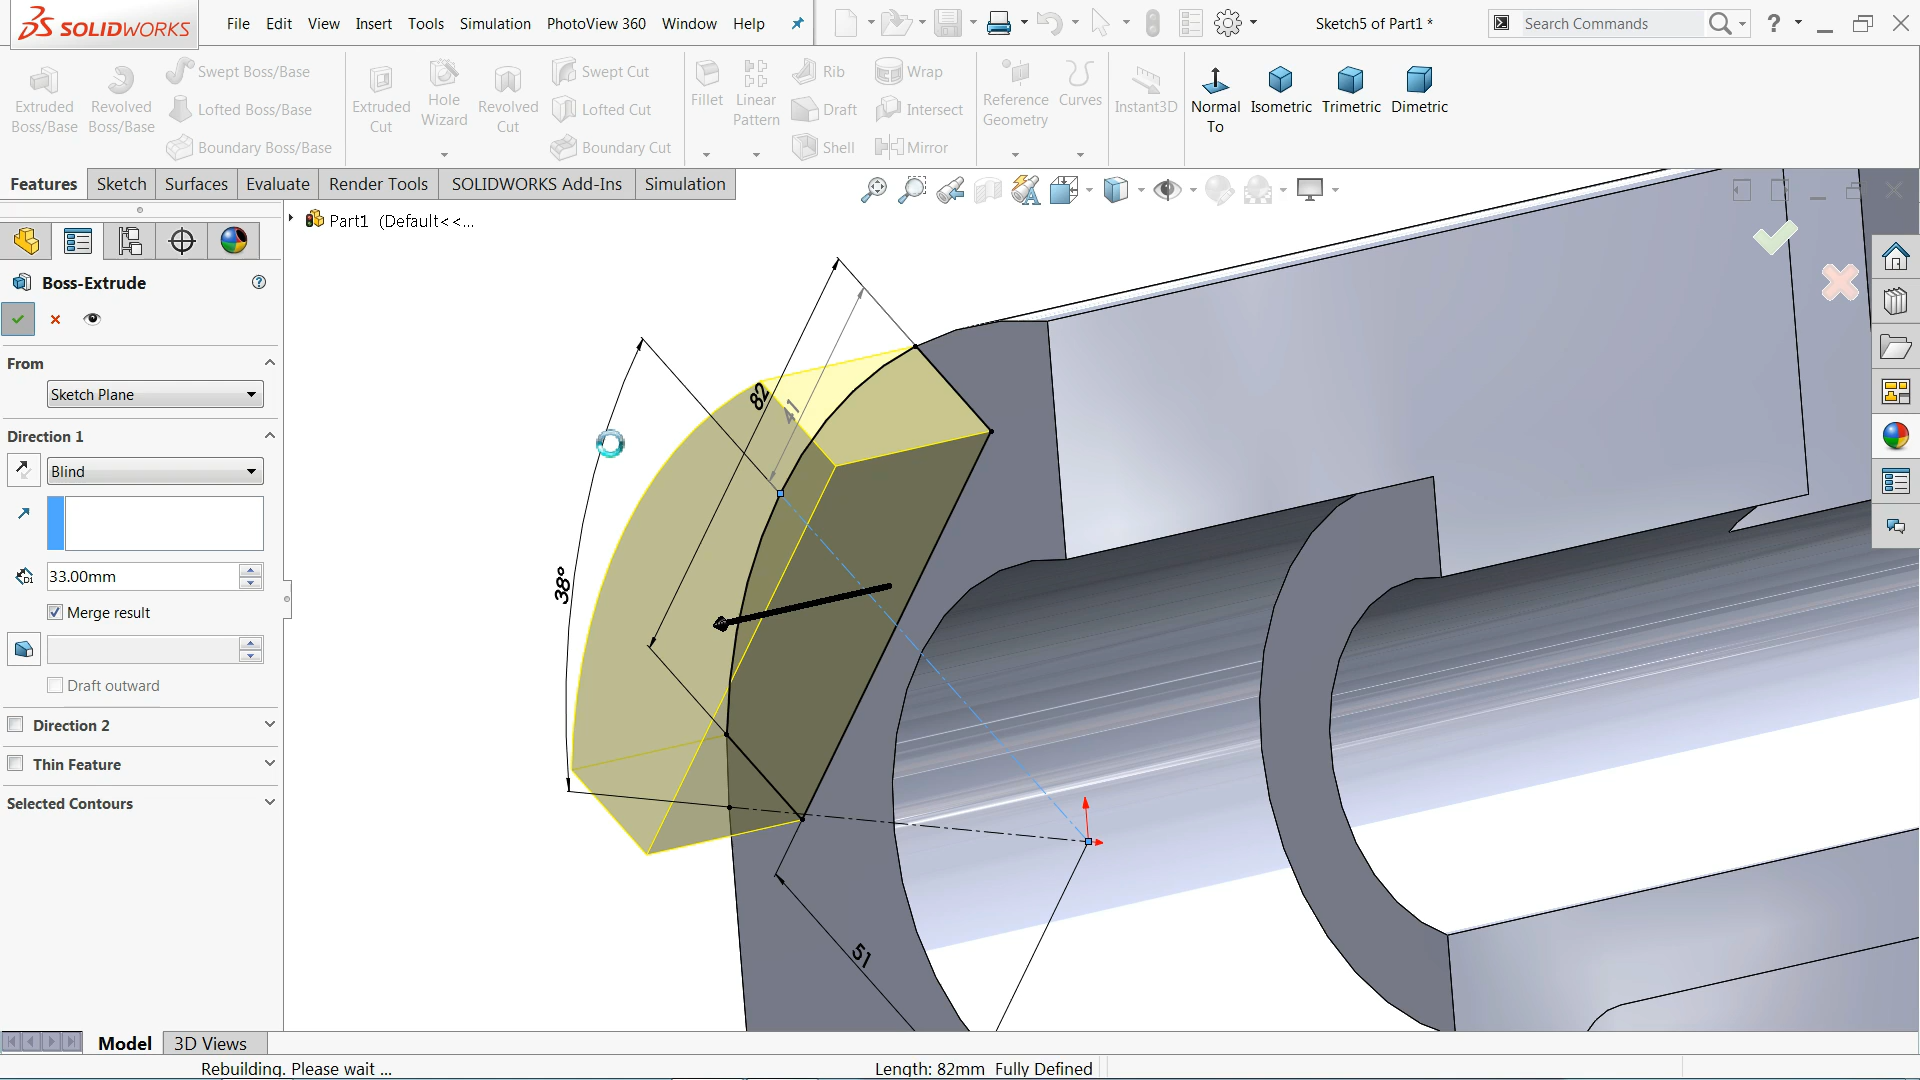 SOLIDWORKS
File Edit View Insert Tools Simulation PhotoView 360 Window Help
Sketch5 of Part1 *
Search Commands
?
Extruded Boss/Base
Revolved Boss/Base
Swept Boss/Base
Lofted Boss/Base
Boundary Boss/Base
Extruded Cut
Hole Wizard
Revolved Cut
Swept Cut
Lofted Cut
Boundary Cut
Fillet
Linear Pattern
Rib
Draft
Shell
Wrap
Intersect
Mirror
Reference Geometry
Curves
Instant3D
Normal To
Isometric
Trimetric
Dimetric
Features Sketch Surfaces Evaluate Render Tools SOLIDWORKS Add-Ins Simulation
Part1 (Default<<...
Boss-Extrude
From
Sketch Plane
Direction 1
Blind
D1
33.00mm
Merge result
Draft outward
Direction 2
Thin Feature
Selected Contours
82
41
38°
51
Model 3D Views
Rebuilding. Please wait ...
Length: 82mm Fully Defined